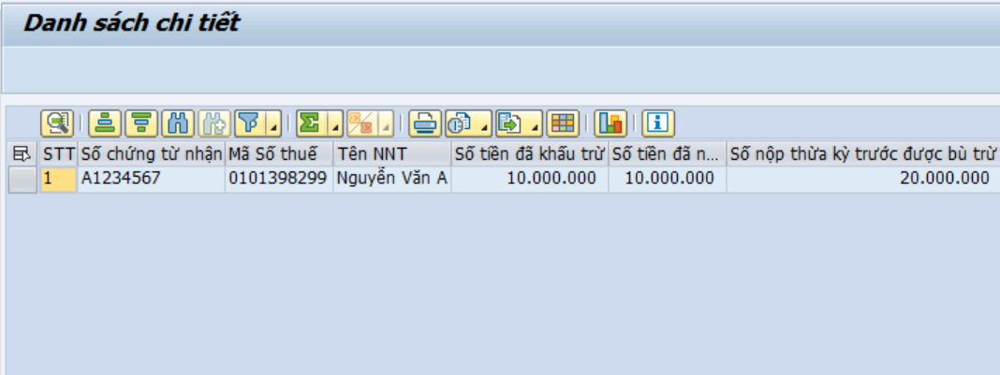 Danh sách chi tiết
STT Số chứng từ nhận Mã Số thuế Tên NNT Số tiền đã khấu trừ Số tiền đã n... Số nộp thừa kỳ trước được bù trừ
1 A1234567 0101398299 Nguyễn Văn A 10.000.000 10.000.000 20.000.000